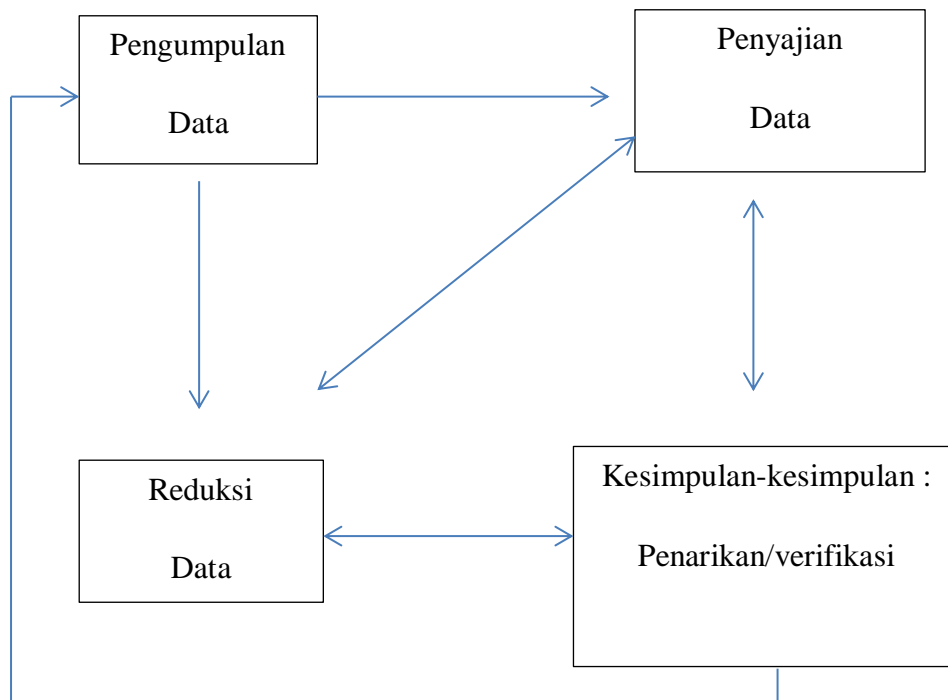 Pengumpulan
Data
Penyajian
Data
Reduksi
Data
Kesimpulan-kesimpulan :
Penarikan/verifikasi